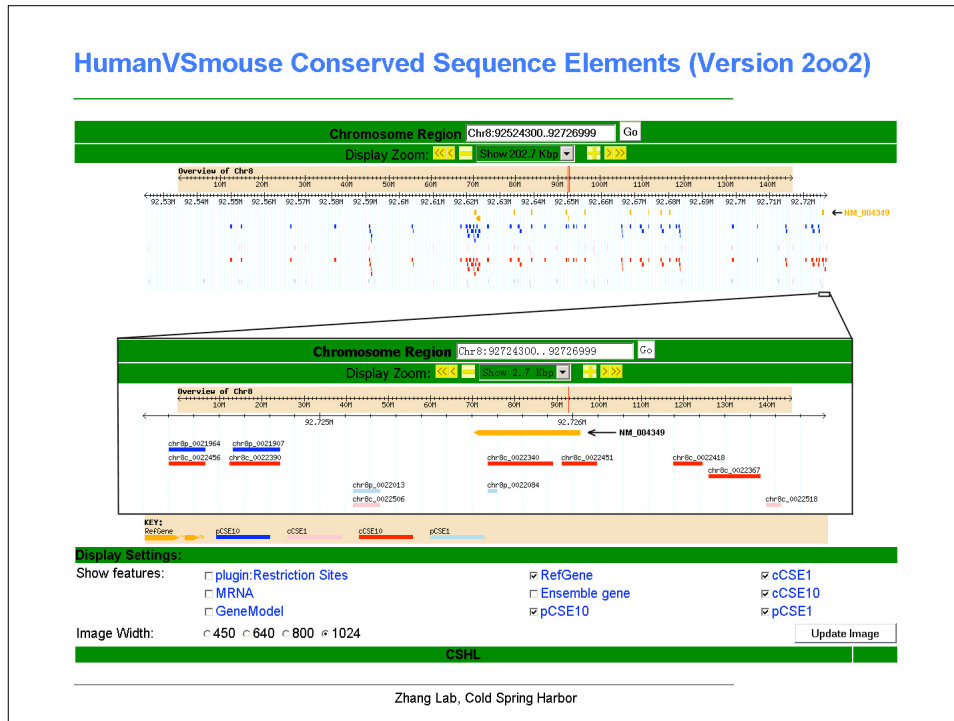 HumanVSmouse Conserved Sequence Elements (Version 2oo2)
Chromosome Region Chr8:92524300..92726999 Go
Display Zoom: << Show 202.7 Kbp + >>
Overview of Chr8
10M 20M 30M 40M 50M 60M 70M 80M 90M 100M 110M 120M 130M 140M
92.53M 92.54M 92.55M 92.56M 92.57M 92.58M 92.59M 92.6M 92.61M 92.62M 92.63M 92.64M 92.65M 92.66M 92.67M 92.68M 92.69M 92.7M 92.71M 92.72M
NM_004349
Chromosome Region Chr8:92724300..92726999 Go
Display Zoom: << Show 2.7 Kbp + >>
Overview of Chr8
10M 20M 30M 40M 50M 60M 70M 80M 90M 100M 110M 120M 130M 140M
92.725M 92.726M
NM_004349
chr8p_0021964 chr8p_0021907
chr8c_0022456 chr8c_0022390 chr8c_0022340 chr8c_0022451 chr8c_0022418
chr8c_0022367
chr8p_0022013 chr8p_0022084
chr8c_0022506 chr8c_0022518
KEY:
RefGene pCSE10 cCSE1 cCSE10 pCSE1
Display Settings:
Show features: plugin:Restriction Sites RefGene cCSE1
MRNA Ensemble gene cCSE10
GeneModel pCSE10 pCSE1
Image Width: 450 640 800 1024 Update Image
CSHL
Zhang Lab, Cold Spring Harbor